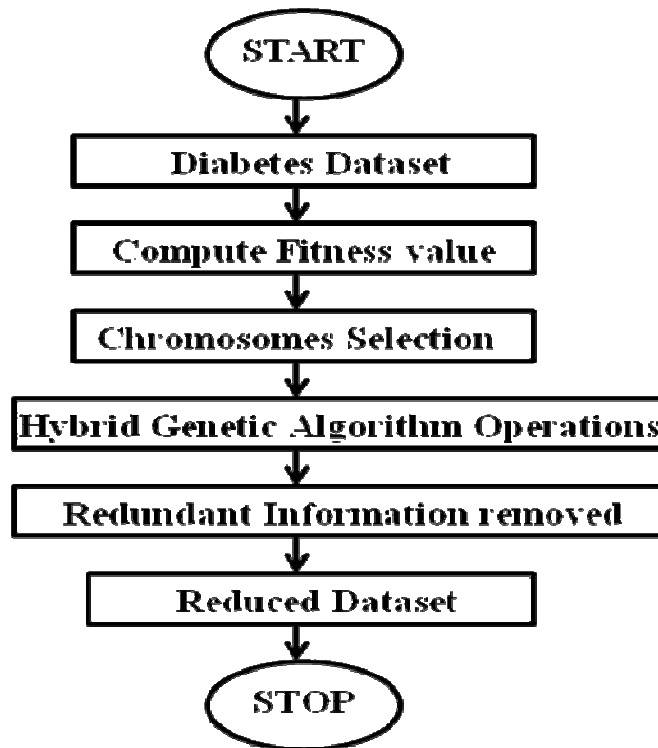 START
Diabetes Dataset
Compute Fitness value
Chromosomes Selection
Hybrid Genetic Algorithm Operations
Redundant Information removed
Reduced Dataset
STOP